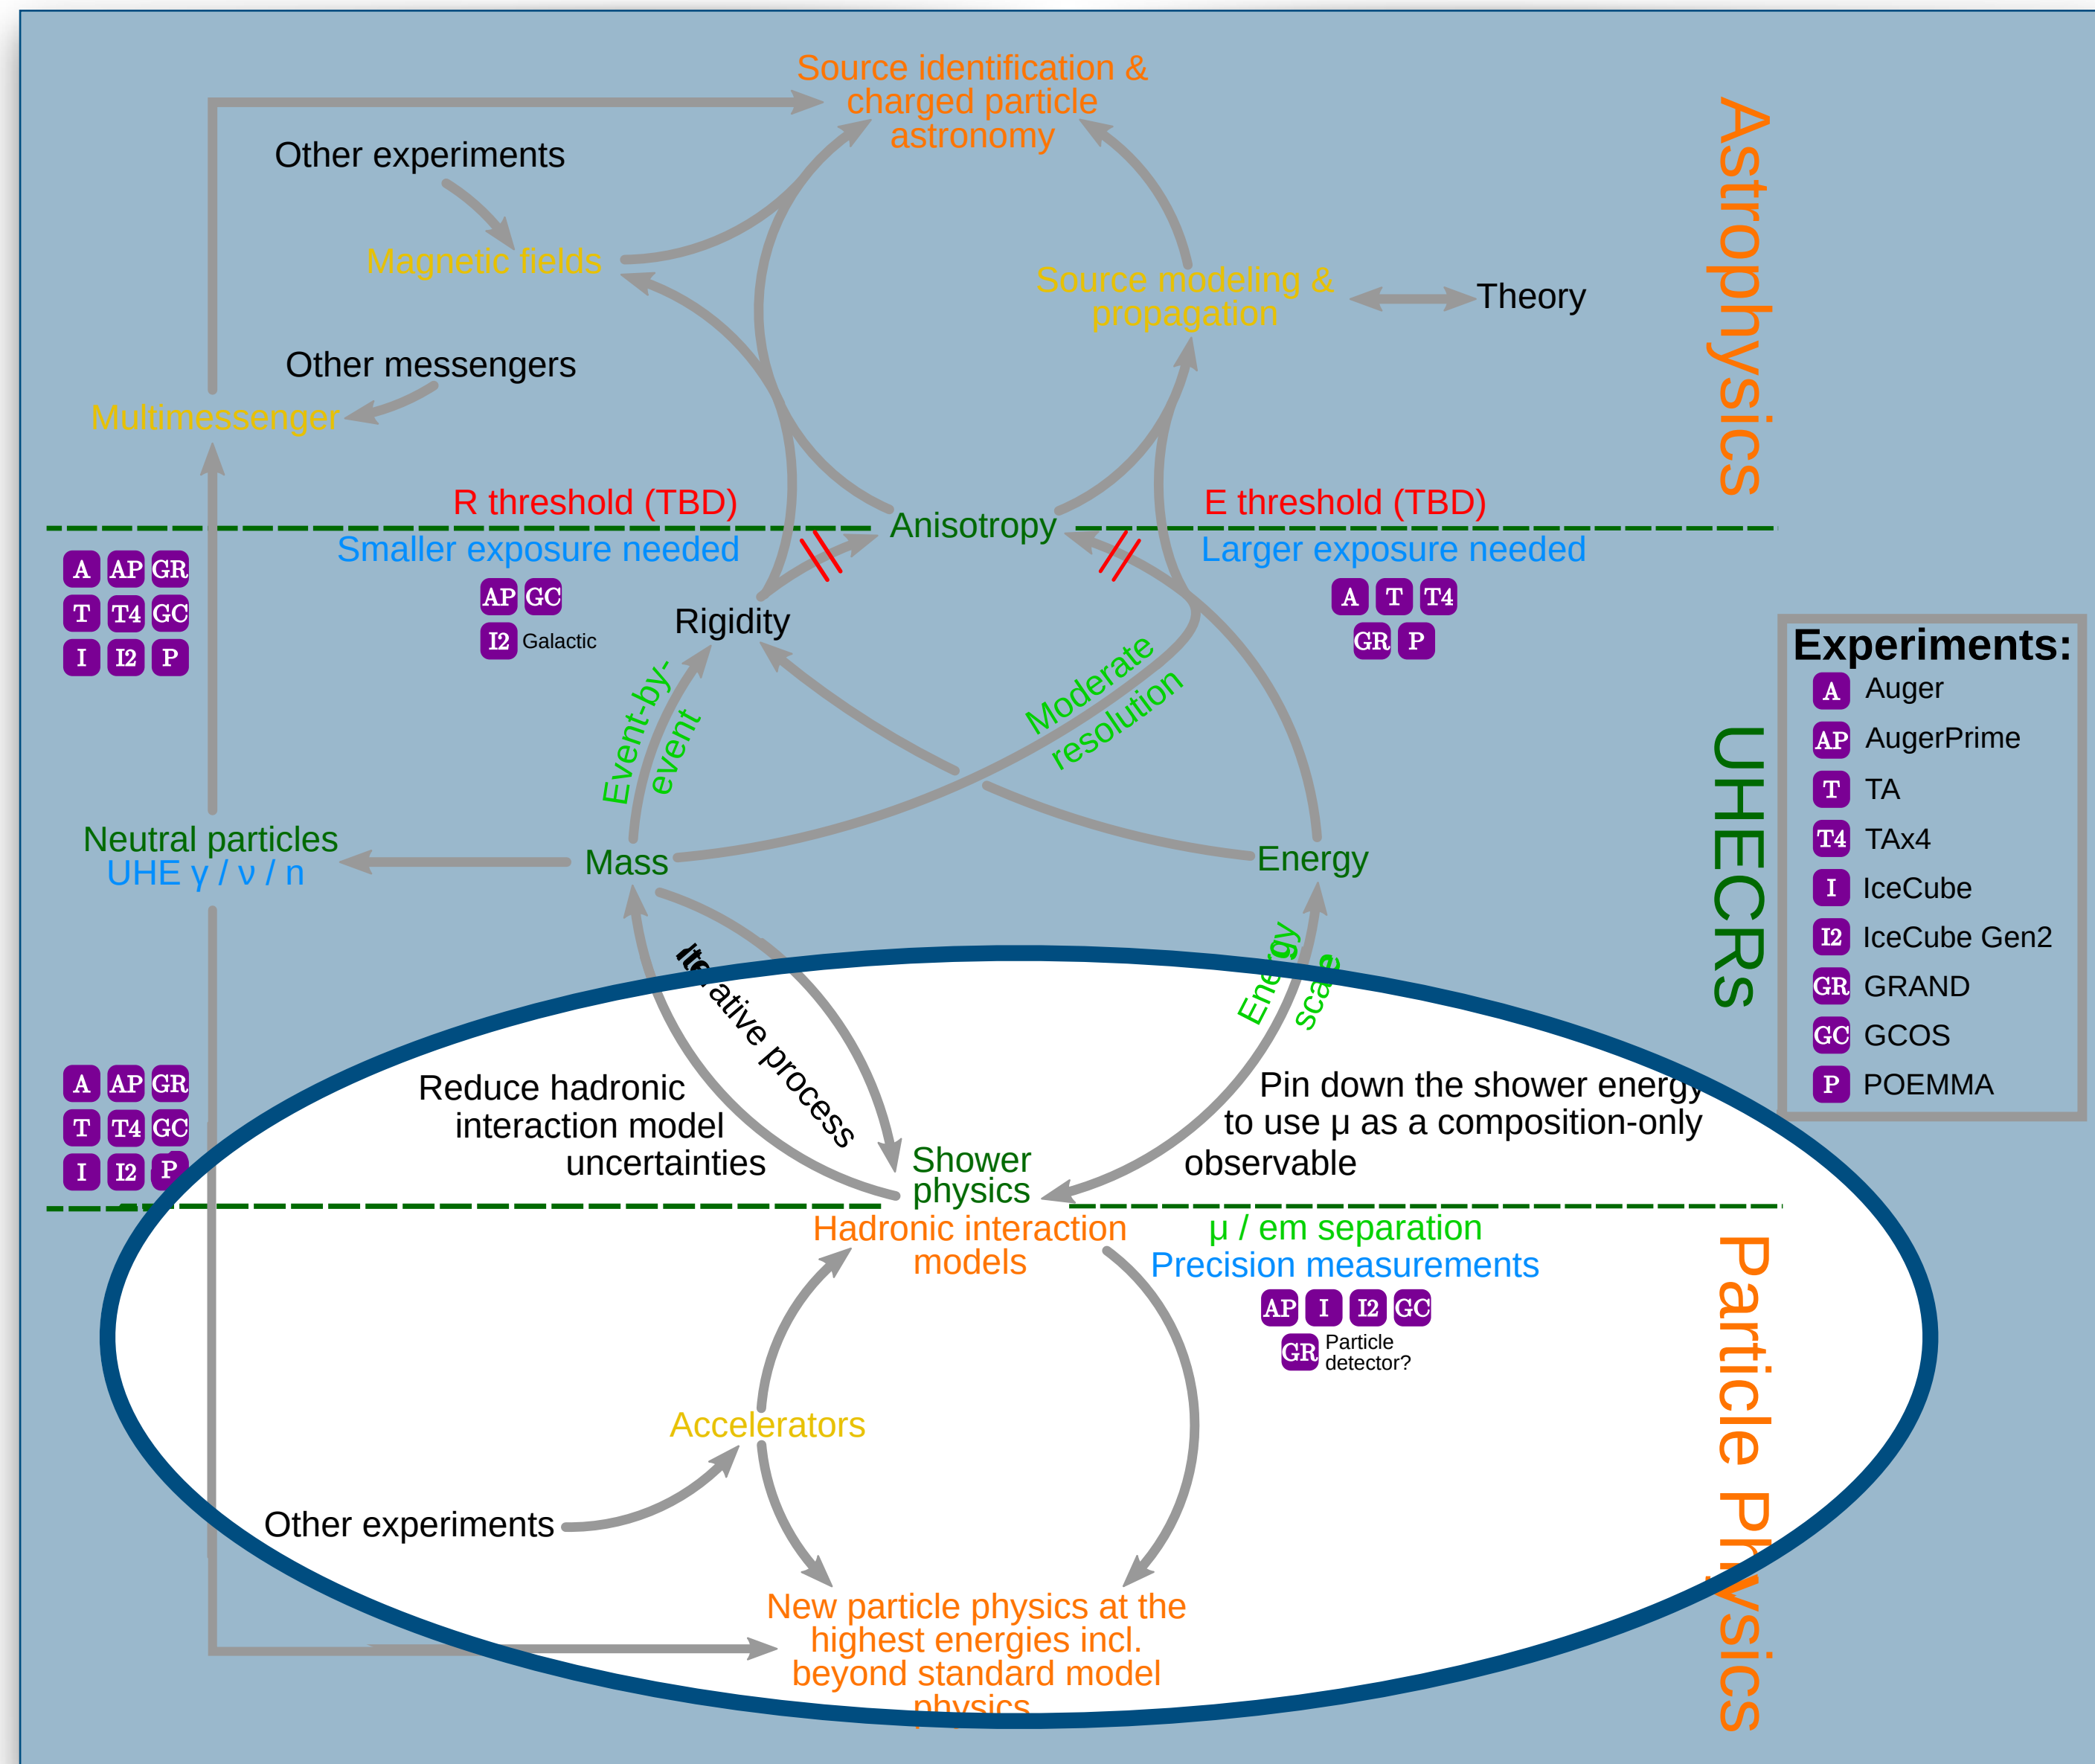 Source identification &
charged particle
astronomy
Other experiments
Magnetic fields
Source modeling &
propagation
Theory
Other messengers
Multimessenger
Astrophysics
R threshold (TBD)
E threshold (TBD)
Anisotropy
Smaller exposure needed
Larger exposure needed
A AP GR
T T4 GC
I I2 P
AP GC
I2 Galactic
A T T4
GR P
Rigidity
Event-by-
event
Moderate
resolution
Neutral particles
UHE γ / ν / n
Mass
Energy
UHECRs
Experiments:
A Auger
AP AugerPrime
T TA
T4 TAx4
I IceCube
I2 IceCube Gen2
GR GRAND
GC GCOS
P POEMMA
Iterative process
Energy
scale
A AP GR
T T4 GC
I I2 P
Reduce hadronic
interaction model
uncertainties
Pin down the shower energy
to use μ as a composition-only
observable
Shower
physics
Hadronic interaction
models
μ / em separation
Precision measurements
AP I I2 GC
GR Particle
detector?
Accelerators
Other experiments
New particle physics at the
highest energies incl.
beyond standard model
physics
Particle Physics